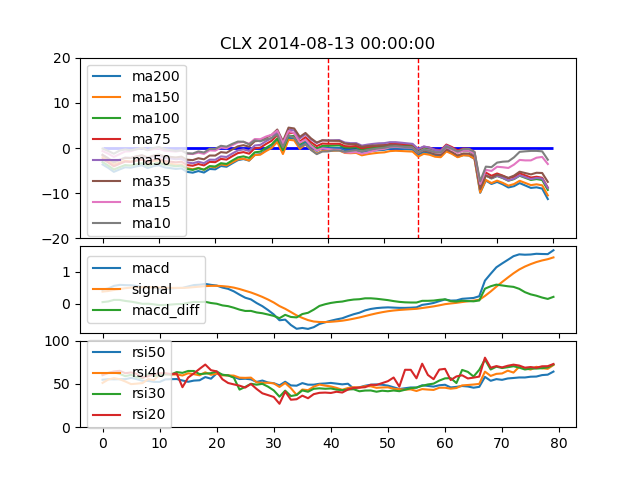 CLX 2014-08-13 00:00:00
20
10
0
−10
−20
ma200
ma150
ma100
ma75
ma50
ma35
ma15
ma10
1
0
macd
signal
macd_diff
100
50
0
rsi50
rsi40
rsi30
rsi20
0 10 20 30 40 50 60 70 80